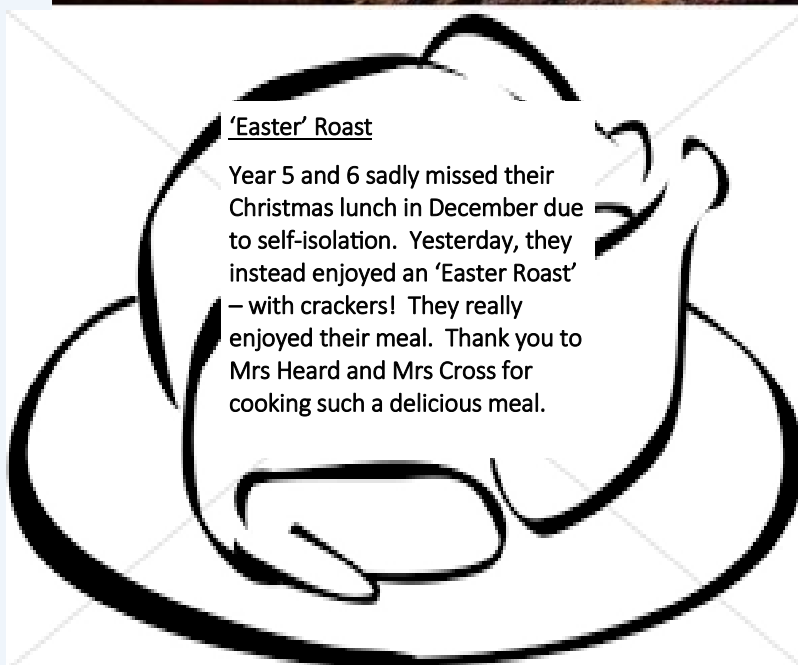 ‘Easter’ Roast
Year 5 and 6 sadly missed their
Christmas lunch in December due
to self-isolation.  Yesterday, they
instead enjoyed an ‘Easter Roast’
– with crackers!  They really
enjoyed their meal.  Thank you to
Mrs Heard and Mrs Cross for
cooking such a delicious meal.